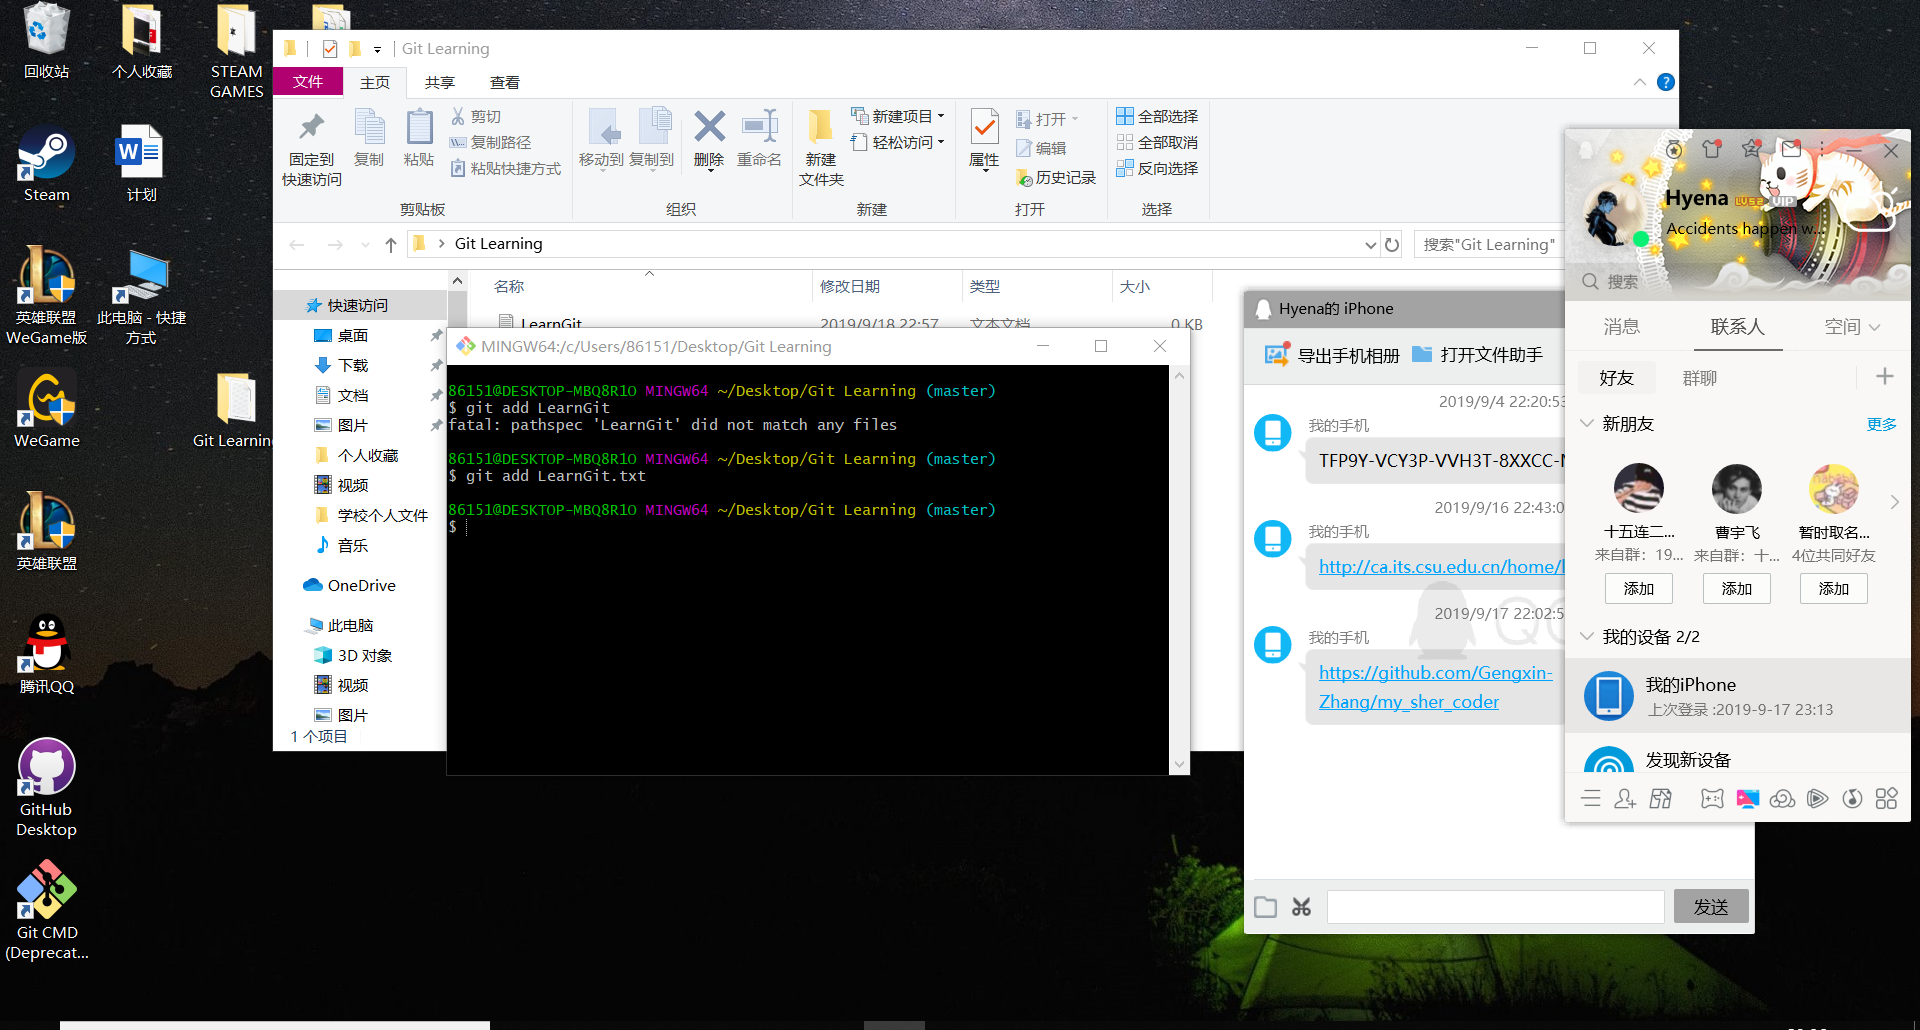 回收站
个人收藏
STEAM
GAMES
Steam
计划
英雄联盟
WeGame版
此电脑 - 快捷
方式
WeGame
Git Learnin
英雄联盟
腾讯QQ
GitHub
Desktop
Git CMD
(Deprecat...
Git Learning
文件
主页
共享
查看
固定到
快速访问
复制
粘贴
剪切
复制路径
粘贴快捷方式
剪贴板
移动到
复制到
删除
重命名
组织
新建
文件夹
新建项目
轻松访问
新建
属性
打开
编辑
历史记录
打开
全部选择
全部取消
反向选择
选择
Git Learning
搜索"Git Learning"
名称
修改日期
类型
大小
LearnGit
2019/9/18 22:57
文本文档
0 KB
快速访问
桌面
下载
文档
图片
个人收藏
视频
学校个人文件
音乐
OneDrive
此电脑
3D 对象
视频
图片
1 个项目
MINGW64:/c/Users/86151/Desktop/Git Learning
86151@DESKTOP-MBQ8R1O MINGW64 ~/Desktop/Git Learning (master)
$ git add LearnGit
fatal: pathspec 'LearnGit' did not match any files
86151@DESKTOP-MBQ8R1O MINGW64 ~/Desktop/Git Learning (master)
$ git add LearnGit.txt
86151@DESKTOP-MBQ8R1O MINGW64 ~/Desktop/Git Learning (master)
$
Hyena的 iPhone
导出手机相册
打开文件助手
2019/9/4 22:20:53
我的手机
TFP9Y-VCY3P-VVH3T-8XXCC-
2019/9/16 22:43:0
我的手机
http://ca.its.csu.edu.cn/home/
2019/9/17 22:02:5
我的手机
https://github.com/Gengxin-
Zhang/my_sher_coder
发送
Hyena
VIP
Accidents happen w...
搜索
消息
联系人
空间
好友
群聊
新朋友
更多
十五连二...
曹宇飞
暂时取名...
来自群：19...
来自群：十...
4位共同好友
添加
添加
添加
我的设备 2/2
我的iPhone
上次登录 :2019-9-17 23:13
发现新设备